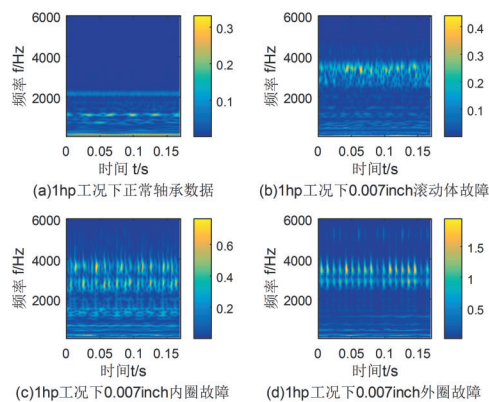 6000
4000
2000
频率 f/Hz
0 0.05 0.1 0.15
时间 t/s
0.3
0.2
0.1
(a)1hp工况下正常轴承数据
6000
4000
2000
频率 f/Hz
0 0.05 0.1 0.15
时间 t/s
0.4
0.3
0.2
0.1
(b)1hp工况下0.007inch滚动体故障
6000
4000
2000
频率 f/Hz
0 0.05 0.1 0.15
时间t/s
0.6
0.4
0.2
(c)1hp工况下0.007inch内圈故障
6000
4000
2000
频率 f/Hz
0 0.05 0.1 0.15
时间t/s
1.5
1
0.5
(d)1hp工况下0.007inch外圈故障